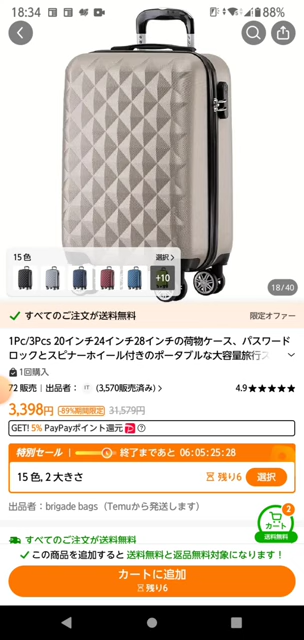 18:34
88%
15 色
選択 >
+10
18/40
すべてのご注文が送料無料
限定オファー
1Pc/3Pcs 20インチ24インチ28インチの荷物ケース、パスワード
ロックとスピナーホイール付きのポータブルな大容量旅行ス
1回購入
72 販売 | 出品者： IT (3,570販売済み) >
4.9 ★★★★★
3,398円 -89%期間限定 31,579円
GET! 5% PayPayポイント還元
特別セール
終了まであと 06:05:25:28
15 色, 2 大きさ
残り6
選択
出品者：brigade bags（Temuから発送します）
2
カート
送料無料
すべてのご注文が送料無料
この商品を追加すると 送料無料と返品無料対象になります！
カートに追加
残り6